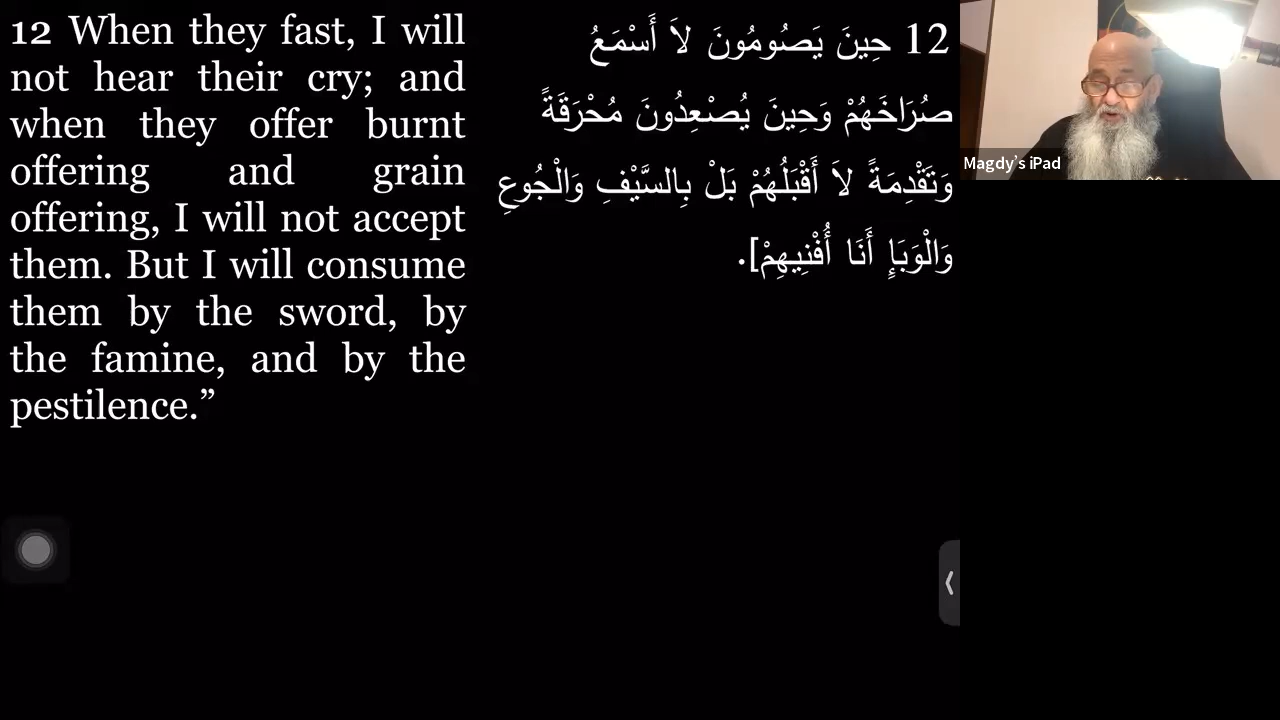 12 When they fast, I will
not hear their cry; and
when they offer burnt
offering and grain
offering, I will not accept
them. But I will consume
them by the sword, by
the famine, and by the
pestilence.”
12 حِينَ يَصُومُونَ لاَ أَسْمَعُ
صُرَاخَهُمْ وَحِينَ يُصْعِدُونَ مُحْرَقَةً
وَتَقْدِمَةً لاَ أَقْبَلُهُمْ بَلْ بِالسَّيْفِ وَالْجُوعِ
وَالْوَبَإِ أَنَا أُفْنِيهِمْ].
Magdy’s iPad